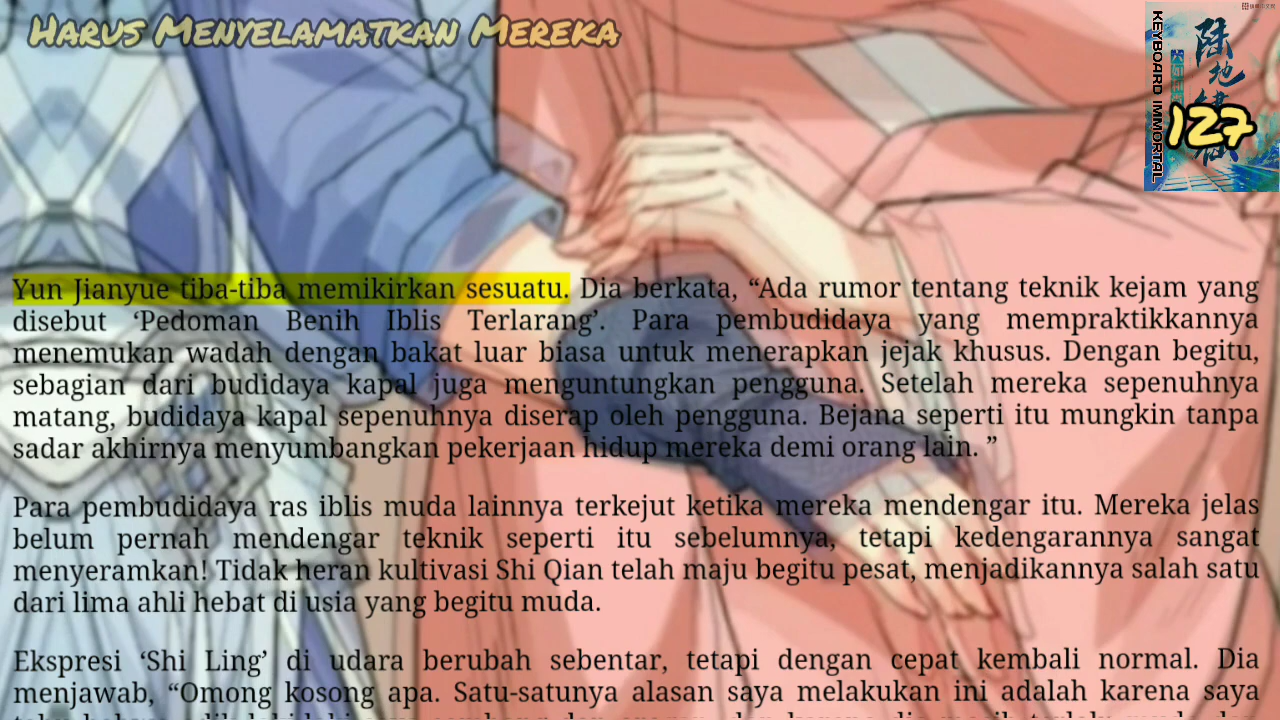 Harus Menyelamatkan Mereka
KEYBOARD IMMORTAL
陸地鍵仙
127
Yun Jianyue tiba-tiba memikirkan sesuatu. Dia berkata, “Ada rumor tentang teknik kejam yang
disebut ‘Pedoman Benih Iblis Terlarang’. Para pembudidaya yang mempraktikkannya
menemukan wadah dengan bakat luar biasa untuk menerapkan jejak khusus. Dengan begitu,
sebagian dari budidaya kapal juga menguntungkan pengguna. Setelah mereka sepenuhnya
matang, budidaya kapal sepenuhnya diserap oleh pengguna. Bejana seperti itu mungkin tanpa
sadar akhirnya menyumbangkan pekerjaan hidup mereka demi orang lain. ”
Para pembudidaya ras iblis muda lainnya terkejut ketika mereka mendengar itu. Mereka jelas
belum pernah mendengar teknik seperti itu sebelumnya, tetapi kedengarannya sangat
menyeramkan! Tidak heran kultivasi Shi Qian telah maju begitu pesat, menjadikannya salah satu
dari lima ahli hebat di usia yang begitu muda.
Ekspresi ‘Shi Ling’ di udara berubah sebentar, tetapi dengan cepat kembali normal. Dia
menjawab, “Omong kosong apa. Satu-satunya alasan saya melakukan ini adalah karena saya